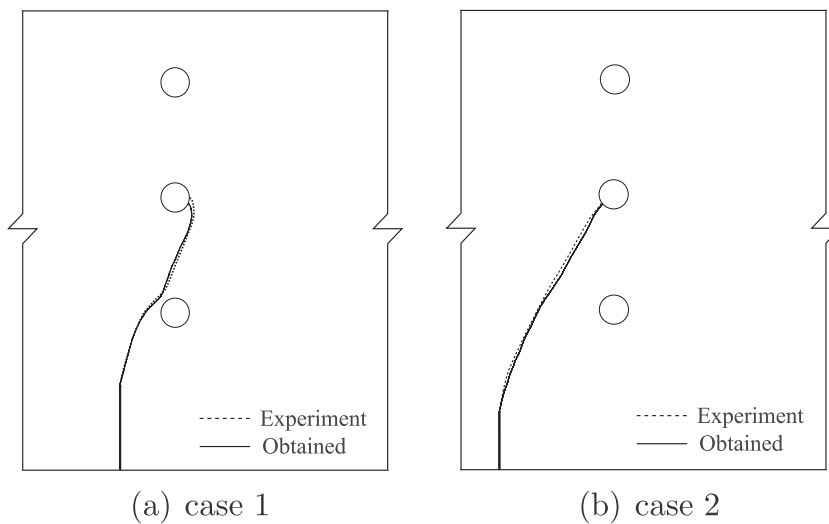 Experiment
Obtained
(a) case 1
Experiment
Obtained
(b) case 2